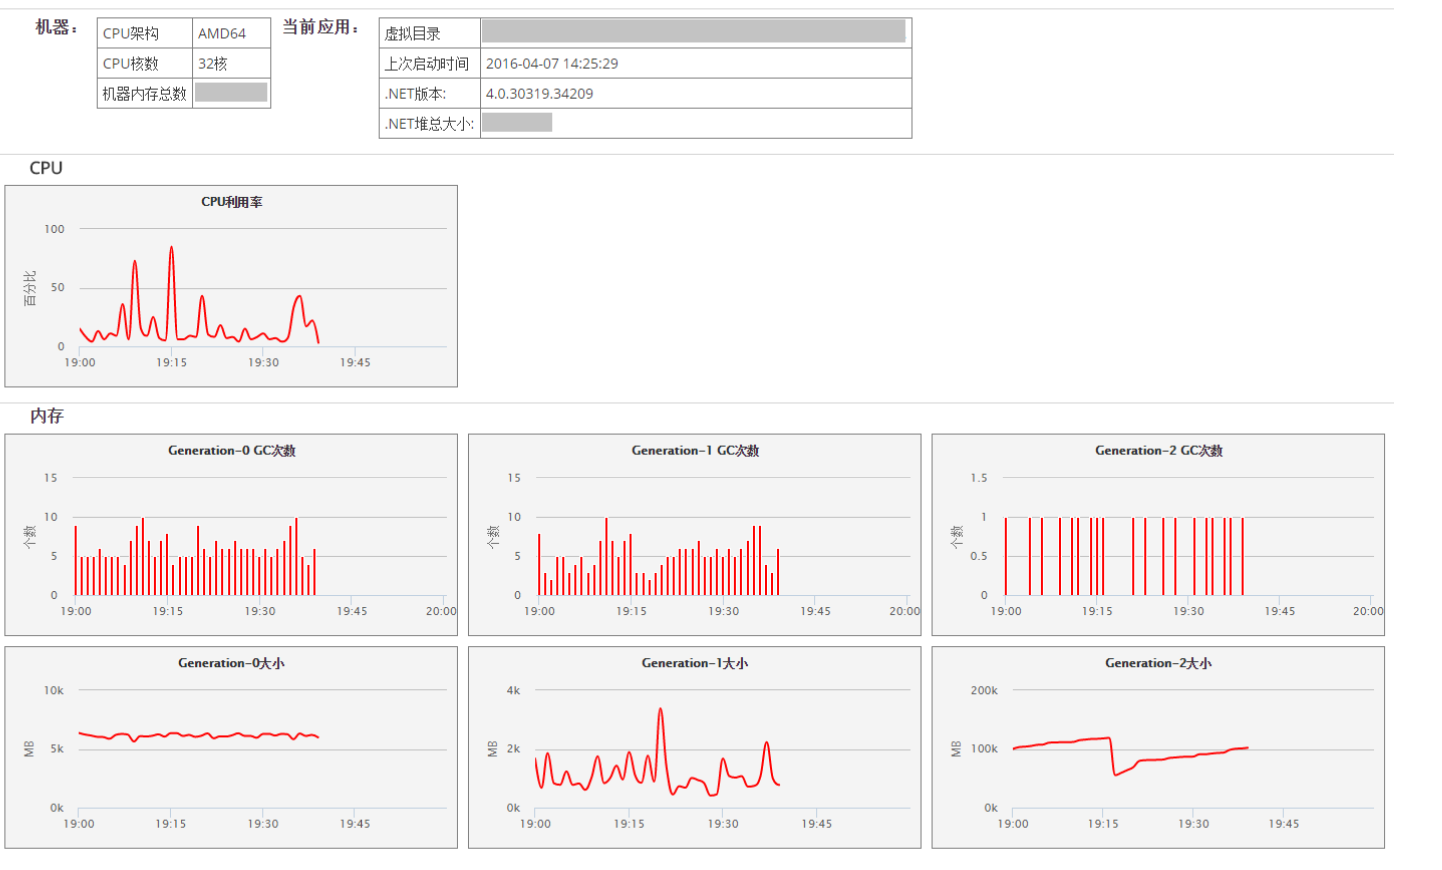 机器：
CPU架构 AMD64
CPU核数 32核
机器内存总数
当前应用：
虚拟目录
上次启动时间 2016-04-07 14:25:29
.NET版本: 4.0.30319.34209
.NET堆总大小:
CPU
CPU利用率
百分比
100
50
0
19:00 19:15 19:30 19:45
内存
Generation-0 GC次数
个数
15
10
5
0
19:00 19:15 19:30 19:45 20:00
Generation-1 GC次数
个数
15
10
5
0
19:00 19:15 19:30 19:45 20:00
Generation-2 GC次数
个数
1.5
1
0.5
0
19:00 19:15 19:30 19:45 20:00
Generation-0大小
MB
10k
5k
0k
19:00 19:15 19:30 19:45
Generation-1大小
MB
4k
2k
0k
19:00 19:15 19:30 19:45
Generation-2大小
MB
200k
100k
0k
19:00 19:15 19:30 19:45